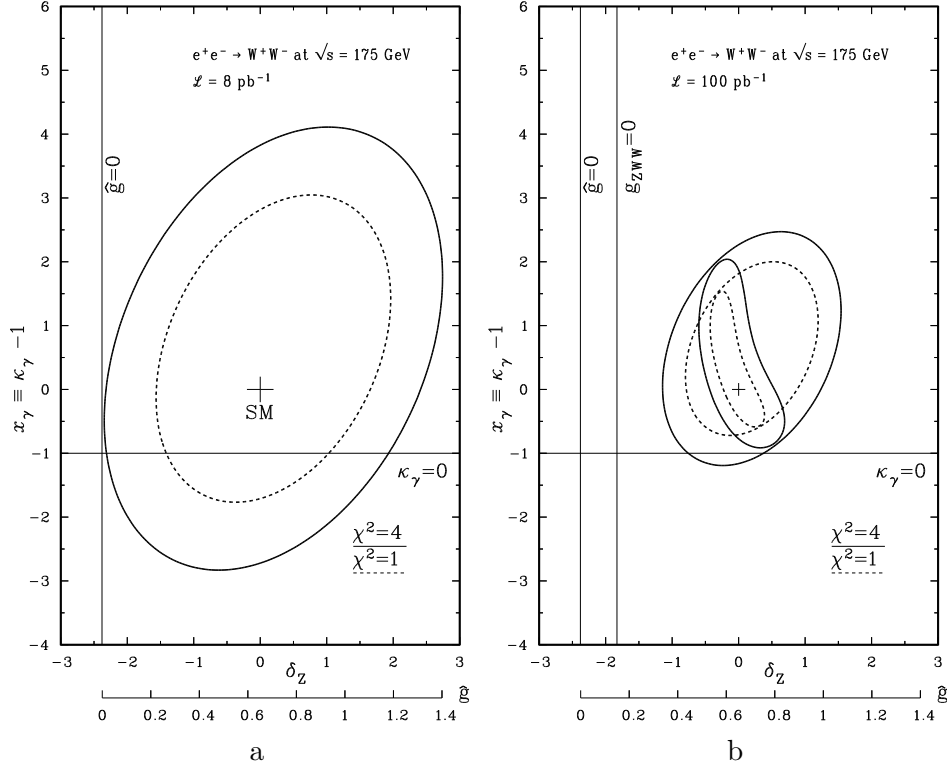 e⁺e⁻ → W⁺W⁻ at √s = 175 GeV
ℒ = 8 pb⁻¹
ĝ=0
SM
κ_γ=0
χ²=4
χ²=1
x_γ ≡ κ_γ -1
6
5
4
3
2
1
0
-1
-2
-3
-4
-3 -2 -1 0 1 2 3
δ_Z
ĝ
0 0.2 0.4 0.6 0.8 1 1.2 1.4
a
e⁺e⁻ → W⁺W⁻ at √s = 175 GeV
ℒ = 100 pb⁻¹
ĝ=0
g_ZWW=0
κ_γ=0
χ²=4
χ²=1
x_γ ≡ κ_γ -1
6
5
4
3
2
1
0
-1
-2
-3
-4
-3 -2 -1 0 1 2 3
δ_Z
ĝ
0 0.2 0.4 0.6 0.8 1 1.2 1.4
b